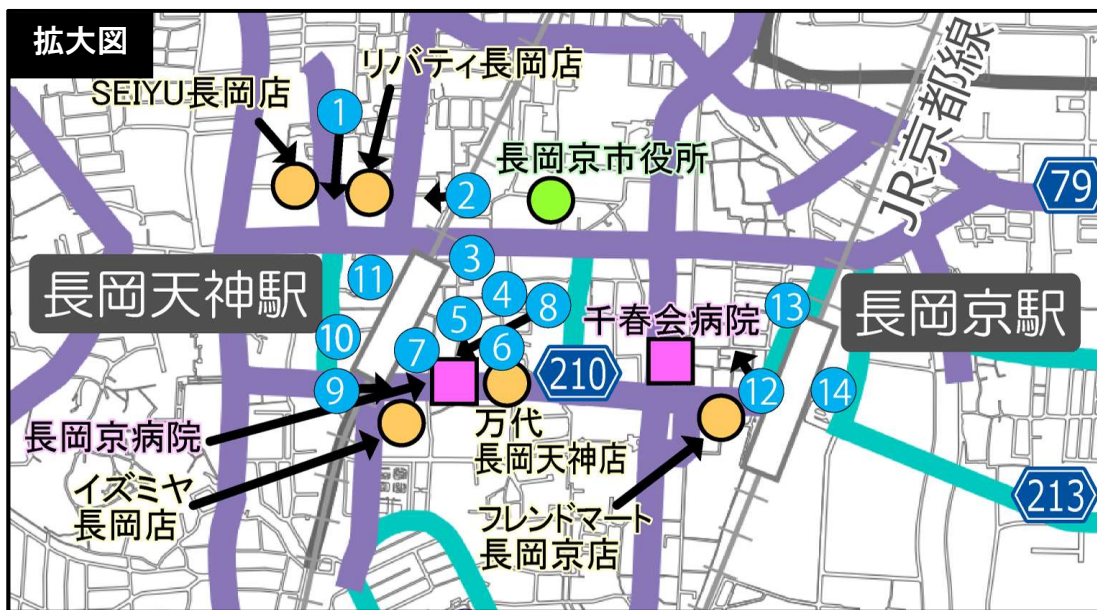 拡大図
SEIYU長岡店
リバティ長岡店
JR京都線
1
長岡京市役所
2
79
長岡天神駅
11
3
4
5
8
千春会病院
13
長岡京駅
10
7
6
210
9
12
14
長岡京病院
イズミヤ
長岡店
万代
長岡天神店
フレンドマート
長岡京店
213